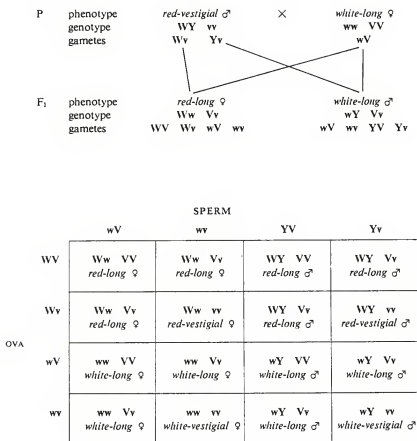 P phenotype red-vestigial ♂ × white-long ♀
genotype WY vv ww VV
gametes Wv Yv wV
F₁ phenotype red-long ♀ white-long ♂
genotype Ww Vv wY Vv
gametes WV Wv wV wv wV wv YV Yv
SPERM
wV wv YV Yv
WV Ww VV Ww Vv WY VV WY Vv
red-long ♀ red-long ♀ red-long ♂ red-long ♂
Wv Ww Vv Ww vv WY Vv WY vv
red-long ♀ red-vestigial ♀ red-long ♂ red-vestigial ♂
OVA
wV ww VV ww Vv wY VV wY Vv
white-long ♀ white-long ♀ white-long ♂ white-long ♂
wv ww Vv ww vv wY Vv wY vv
white-long ♀ white-vestigial ♀ white-long ♂ white-vestigial ♂